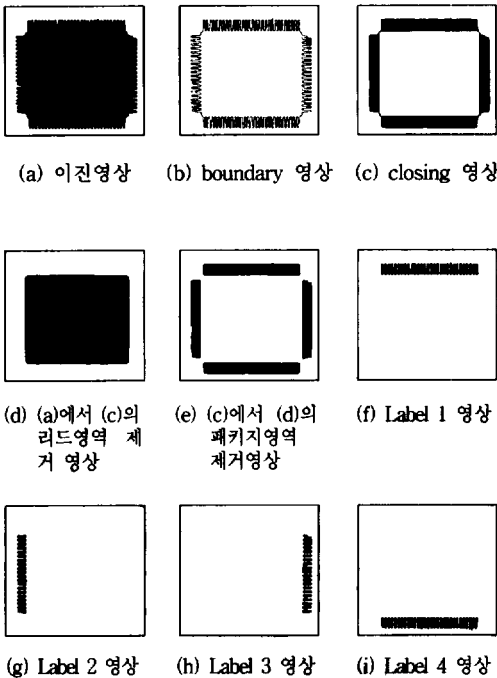 (a) 이진영상
(b) boundary 영상
(c) closing 영상
(d) (a)에서 (c)의
리드영역 제
거 영상
(e) (c)에서 (d)의
패키지영역
제거영상
(f) Label 1 영상
(g) Label 2 영상
(h) Label 3 영상
(i) Label 4 영상